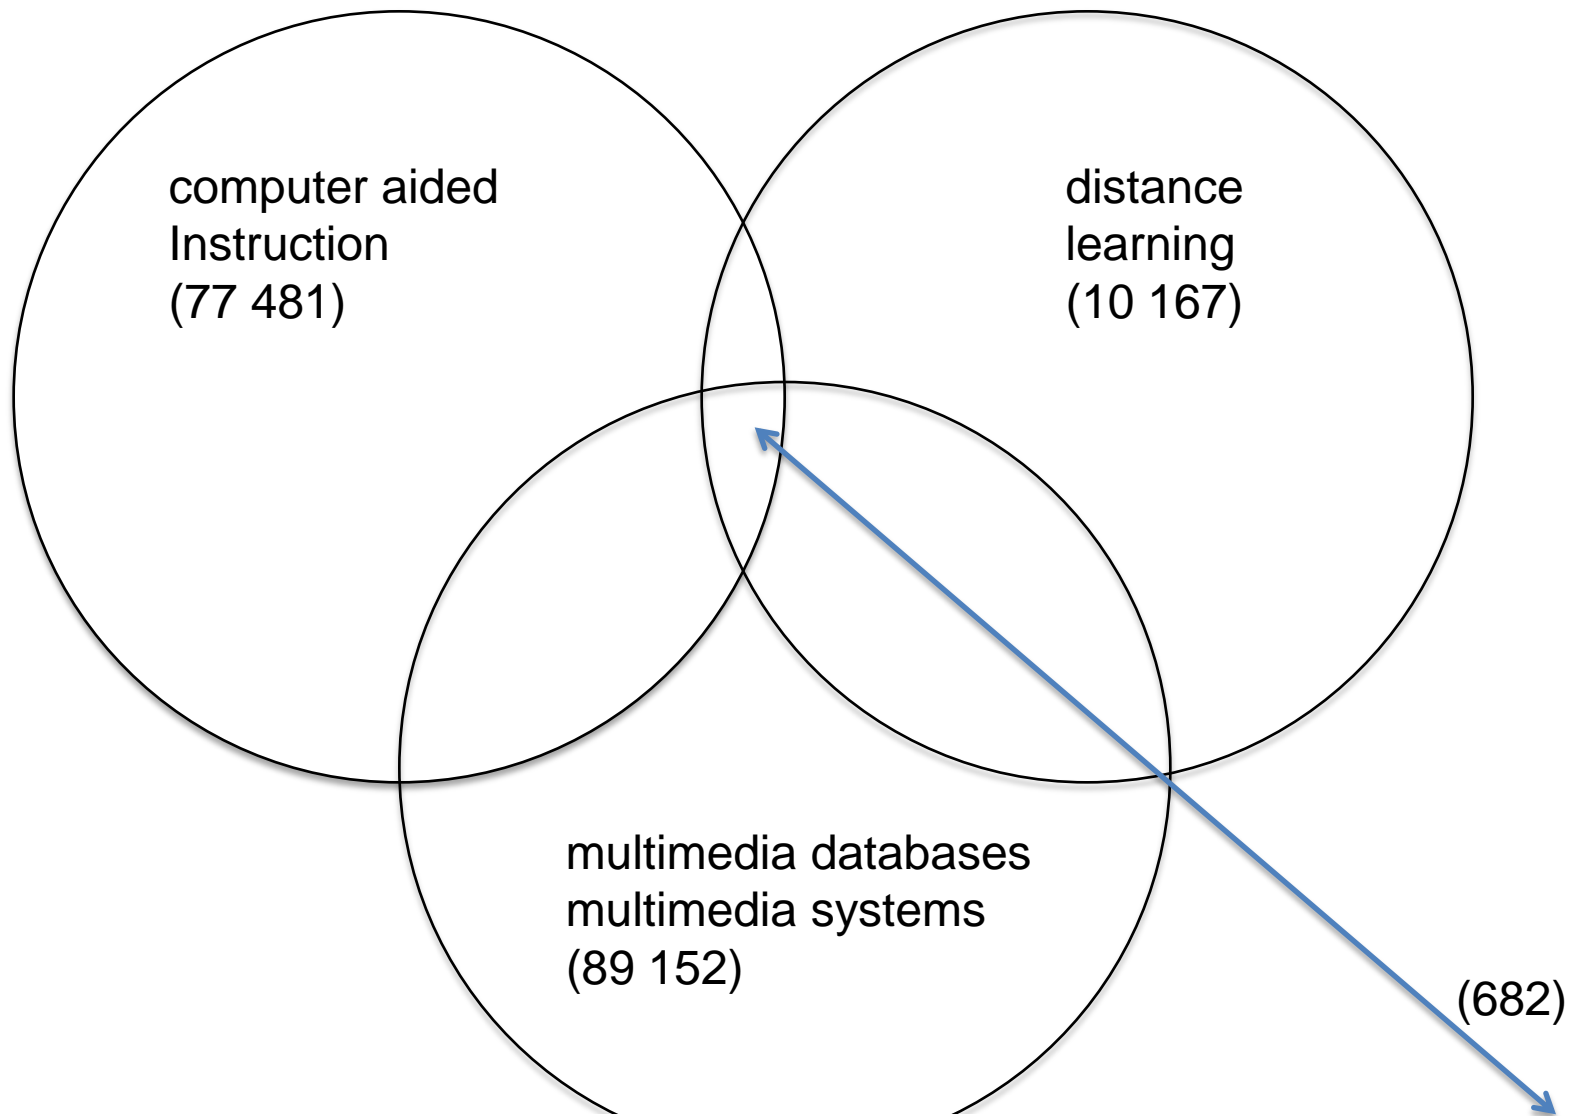 computer aided
Instruction
(77 481)
distance
learning
(10 167)
multimedia databases
multimedia systems
(89 152)
(682)